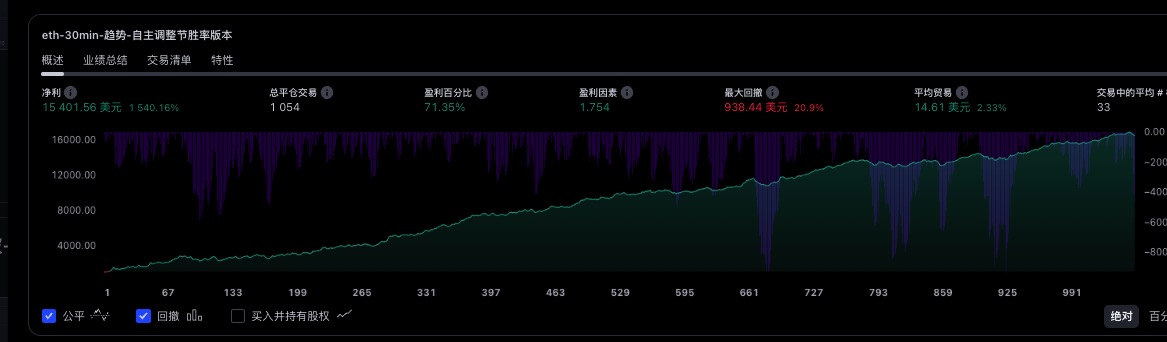 eth-30min-趋势-自主调整节胜率版本
概述 业绩总结 交易清单 特性
净利 总平仓交易 盈利百分比 盈利因素 最大回撤 平均贸易 交易中的平均 #
15 401.56 美元 1 540.16% 1 054 71.35% 1.754 938.44 美元 20.9% 14.61 美元 2.33% 33
16000.00 0.00
12000.00 −200
8000.00 −400
−600
4000.00 −800
1 67 133 199 265 331 397 463 529 595 661 727 793 859 925 991
公平 回撤 买入并持有股权 绝对 百分